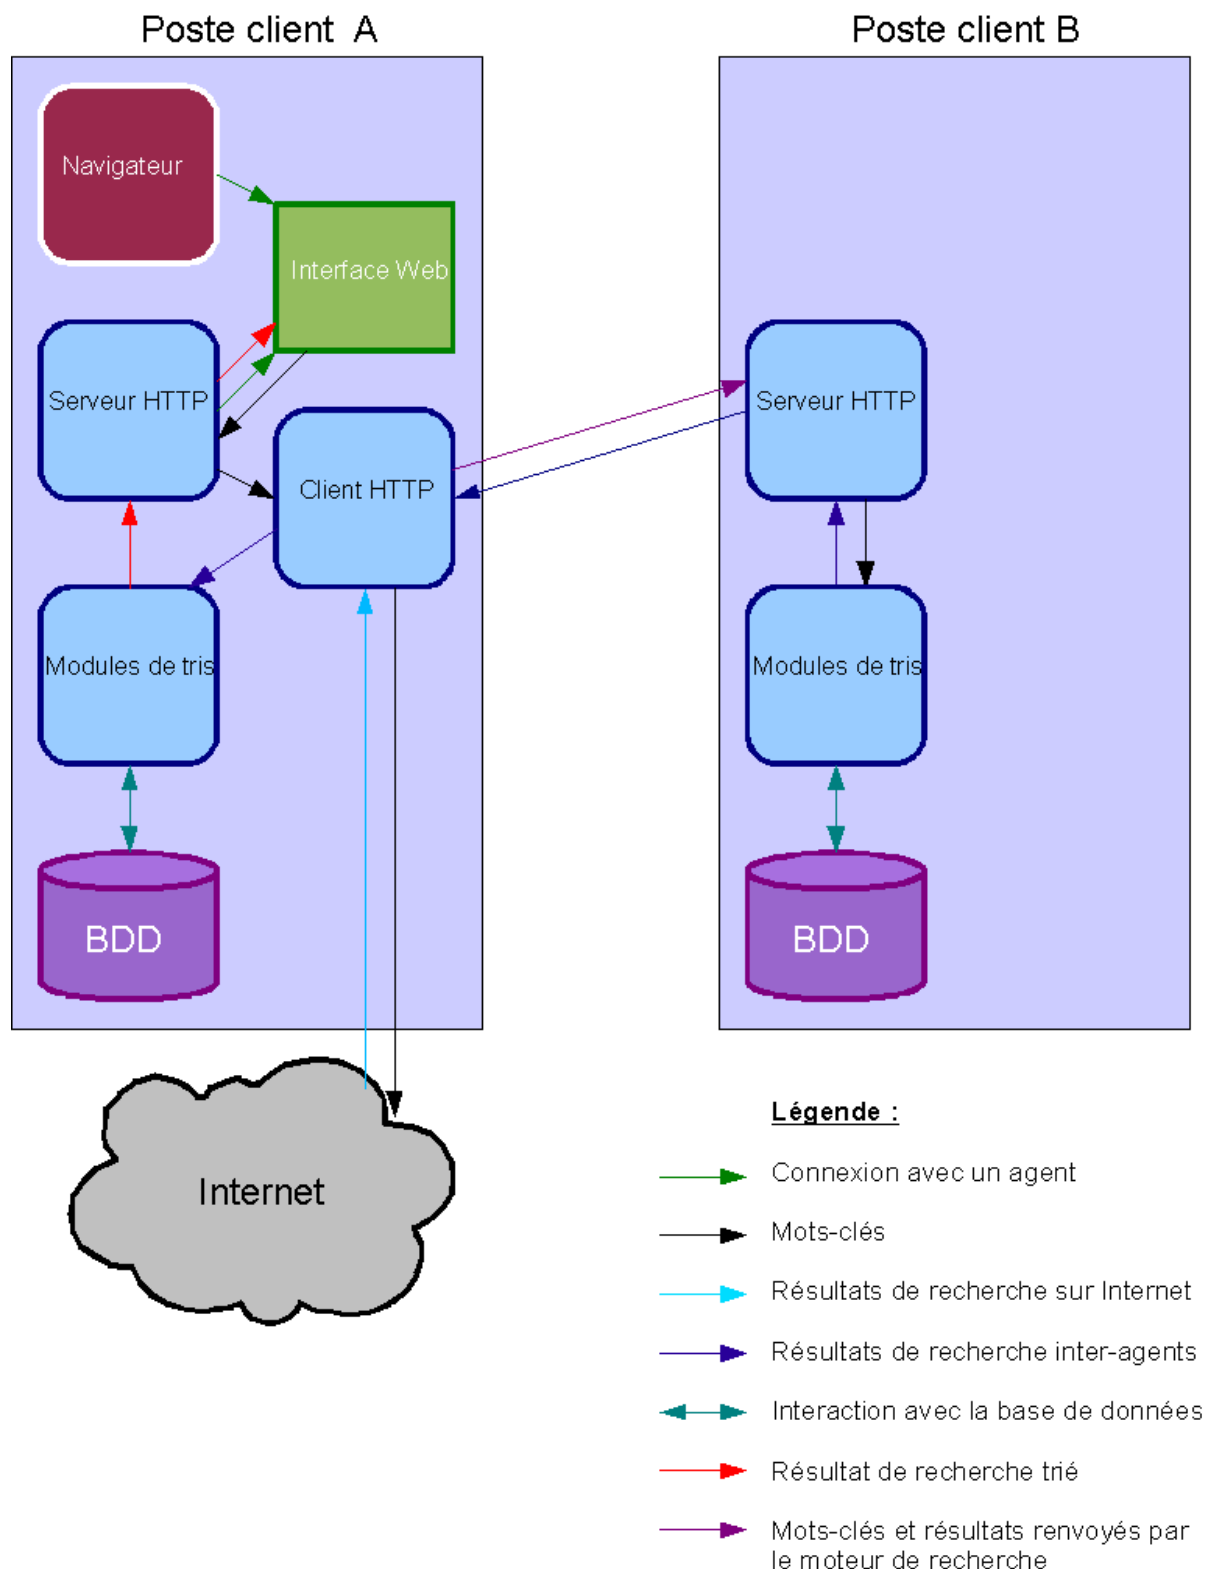 Poste client A
Poste client B
Navigateur
Interface Web
Serveur HTTP
Serveur HTTP
Client HTTP
Modules de tris
Modules de tris
BDD
BDD
Internet
Légende :
Connexion avec un agent
Mots-clés
Résultats de recherche sur Internet
Résultats de recherche inter-agents
Interaction avec la base de données
Résultat de recherche trié
Mots-clés et résultats renvoyés par
le moteur de recherche